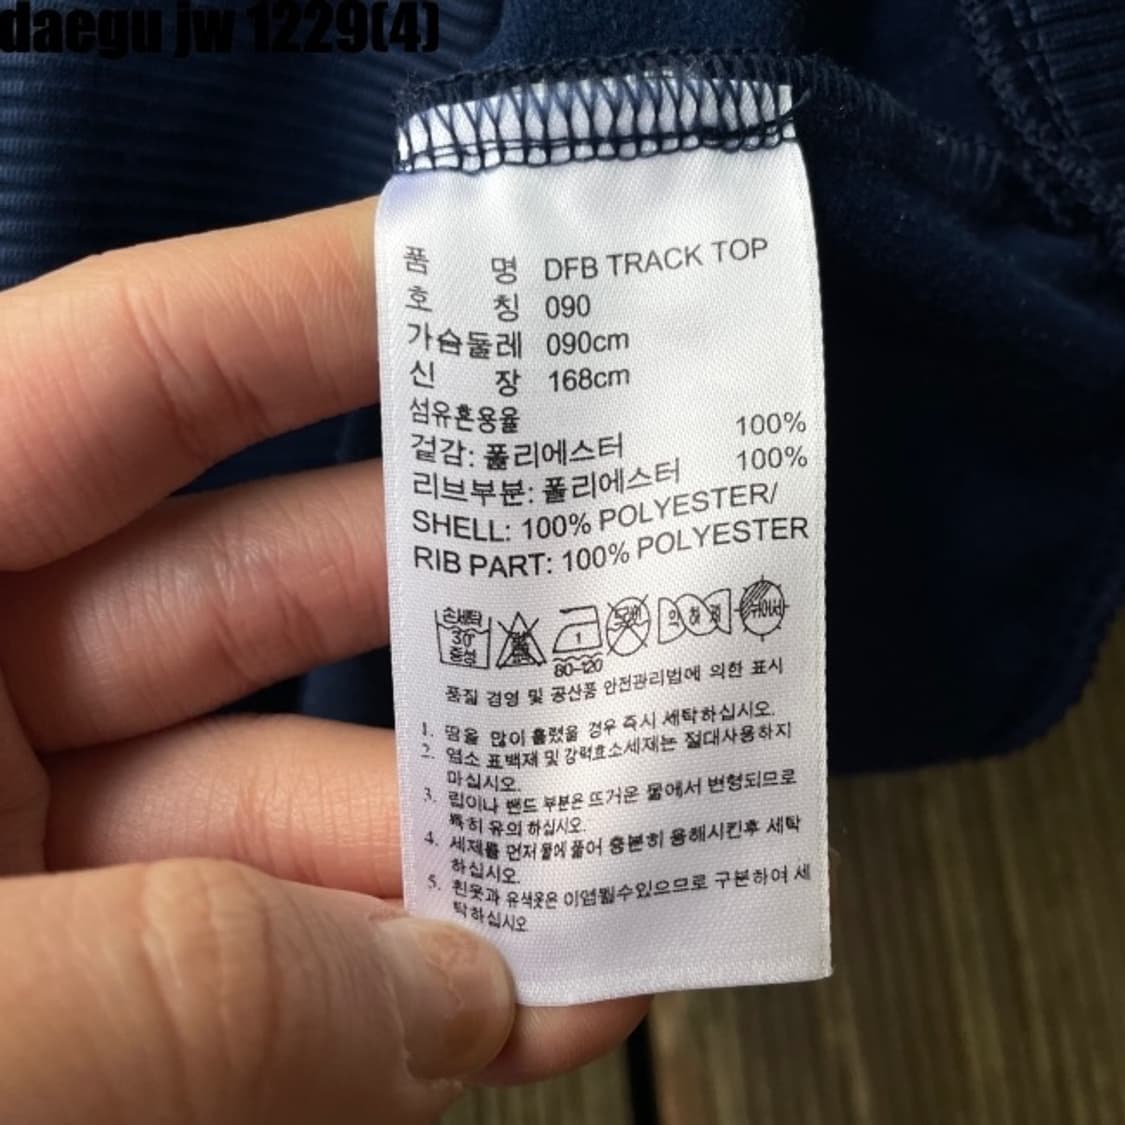 daegu jw 1229(4)
품 명 DFB TRACK TOP
호 칭 090
가슴둘레 090cm
신 장 168cm
섬유혼용율
겉감: 폴리에스터 100%
리브부분: 폴리에스터 100%
SHELL: 100% POLYESTER/
RIB PART: 100% POLYESTER
손세탁
30
중성
1
80-120
품질 경영 및 공산품 안전관리법에 의한 표시
1. 땀을 많이 흘렸을 경우 즉시 세탁하십시오.
2. 염소 표백제 및 강력효소세제는 절대사용하지
마십시오.
3. 립이나 밴드 부분은 뜨거운 물에서 변형되므로
특히 유의 하십시오.
4. 세제를 먼저 물에 풀어 충분히 용해시킨후 세탁
하십시오.
5. 흰옷과 유색옷은 이염될수있으므로 구분하여 세
탁하십시오